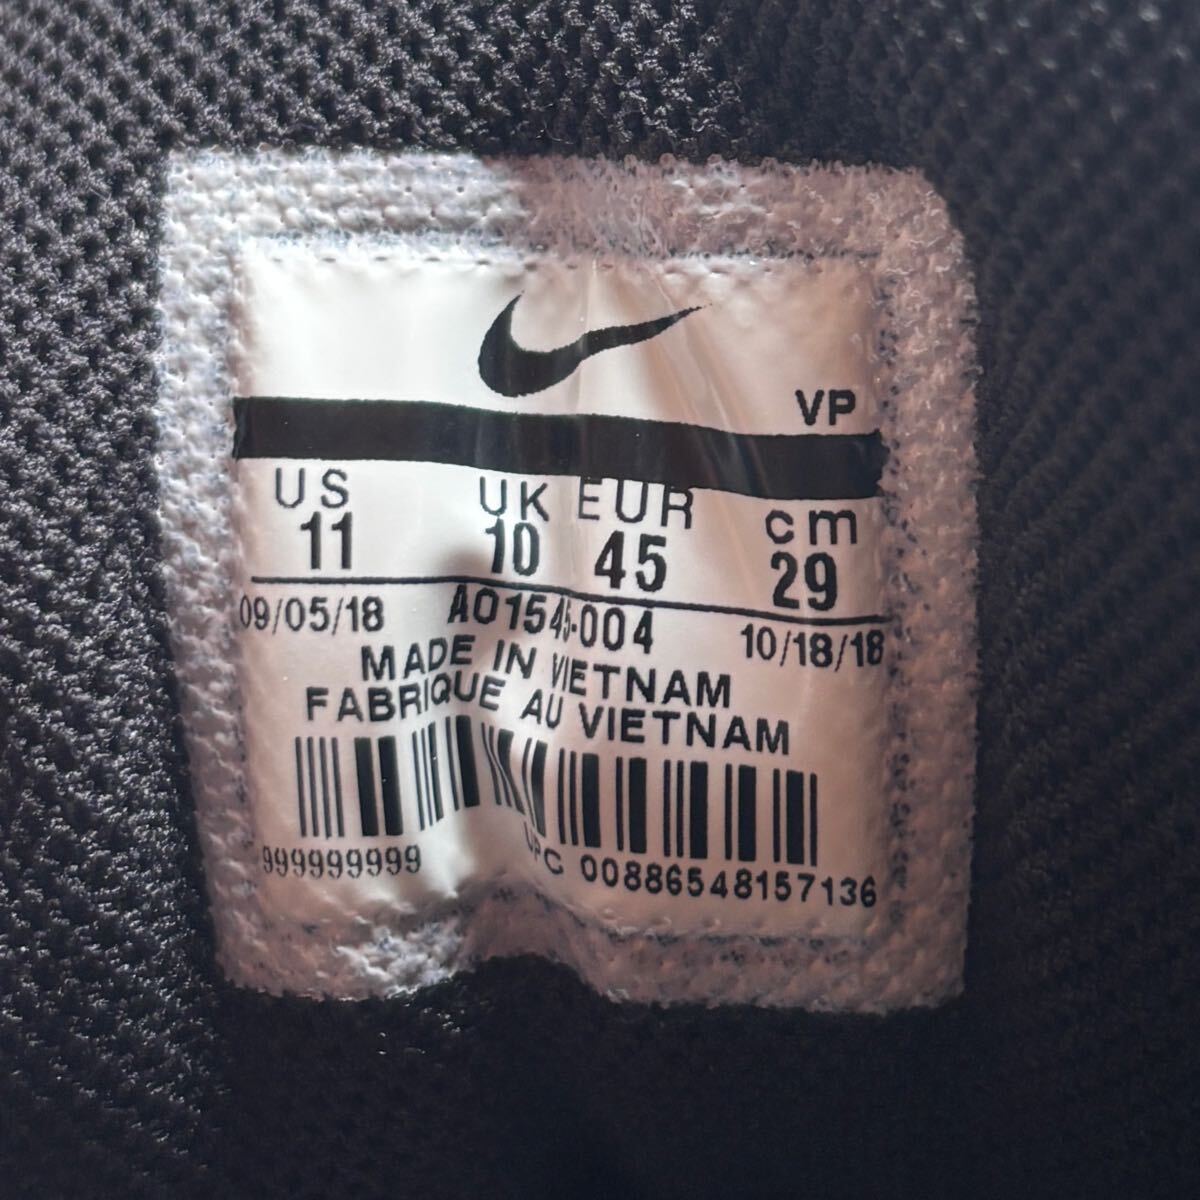 VP
US UK EUR cm
11 10 45 29
09/05/18 AO1545-004 10/18/18
MADE IN VIETNAM
FABRIQUE AU VIETNAM
999999999 UPC 00886548157136